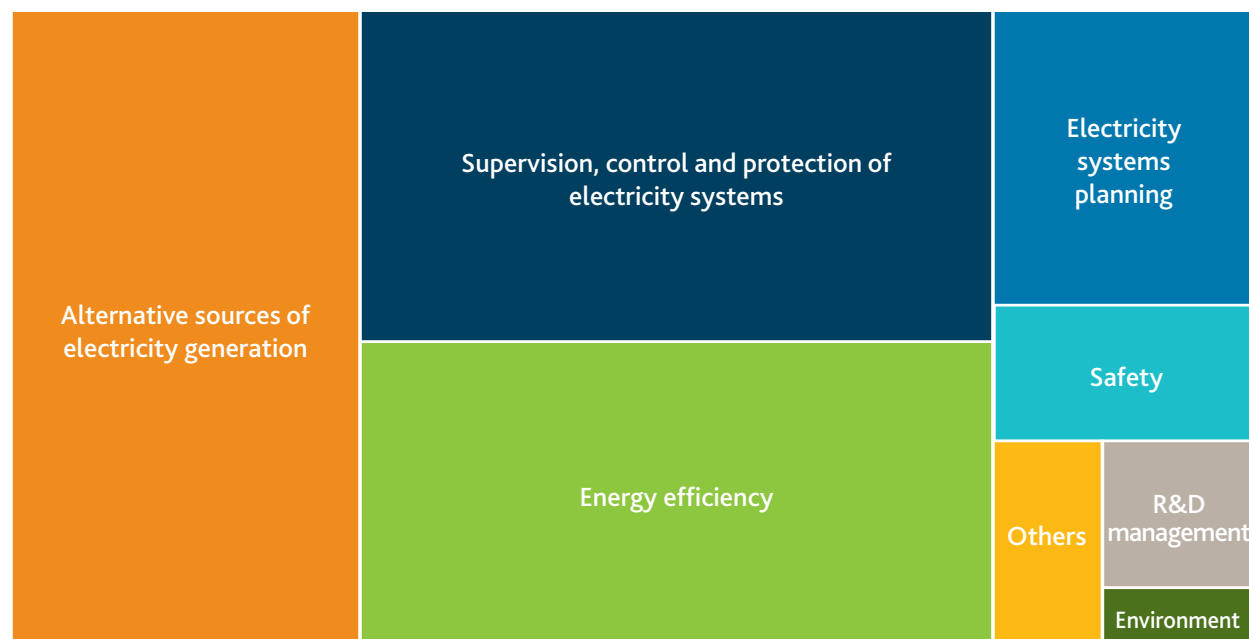 Alternative sources of
electricity generation
Supervision, control and protection of
electricity systems
Energy efficiency
Electricity
systems
planning
Safety
Others
R&D
management
Environment